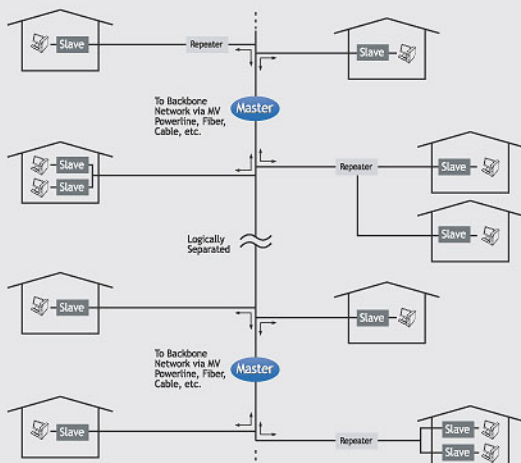 Slave
Repeater
Slave
To Backbone
Network via MV
Powerline, Fiber,
Cable, etc.
Master
Slave
Slave
Repeater
Slave
Slave
Logically
Separated
Slave
Slave
To Backbone
Network via MV
Powerline, Fiber,
Cable, etc.
Master
Slave
Repeater
Slave
Slave